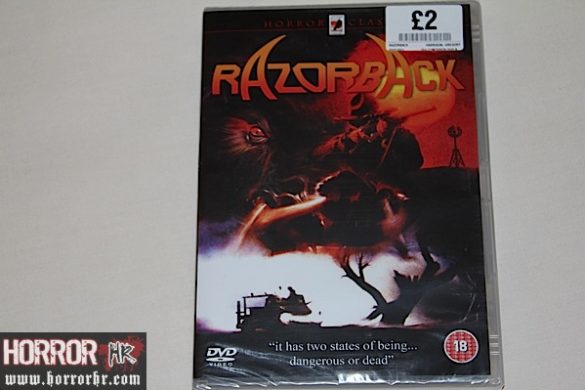 HORROR CLAS
£2
RAZORBACK
"it has two states of being...
dangerous or dead"
DVD
VIDEO
18
HORROR HR
www.horrorhr.com